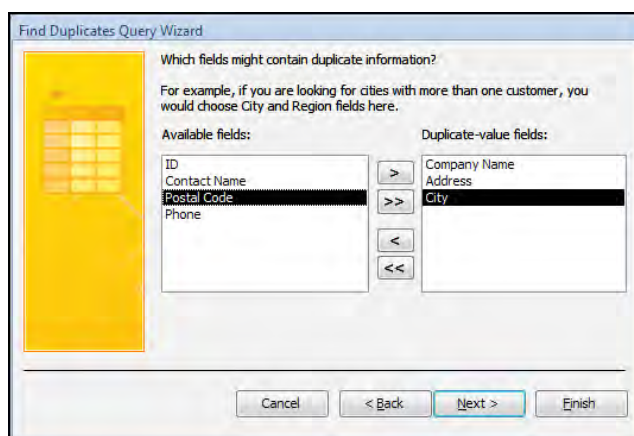 Find Duplicates Query Wizard
Which fields might contain duplicate information?
For example, if you are looking for cities with more than one customer, you
would choose City and Region fields here.
Available fields:
Duplicate-value fields:
ID
Contact Name
Postal Code
Phone
>
>>
<
<<
Company Name
Address
City
Cancel
< Back
Next >
Finish